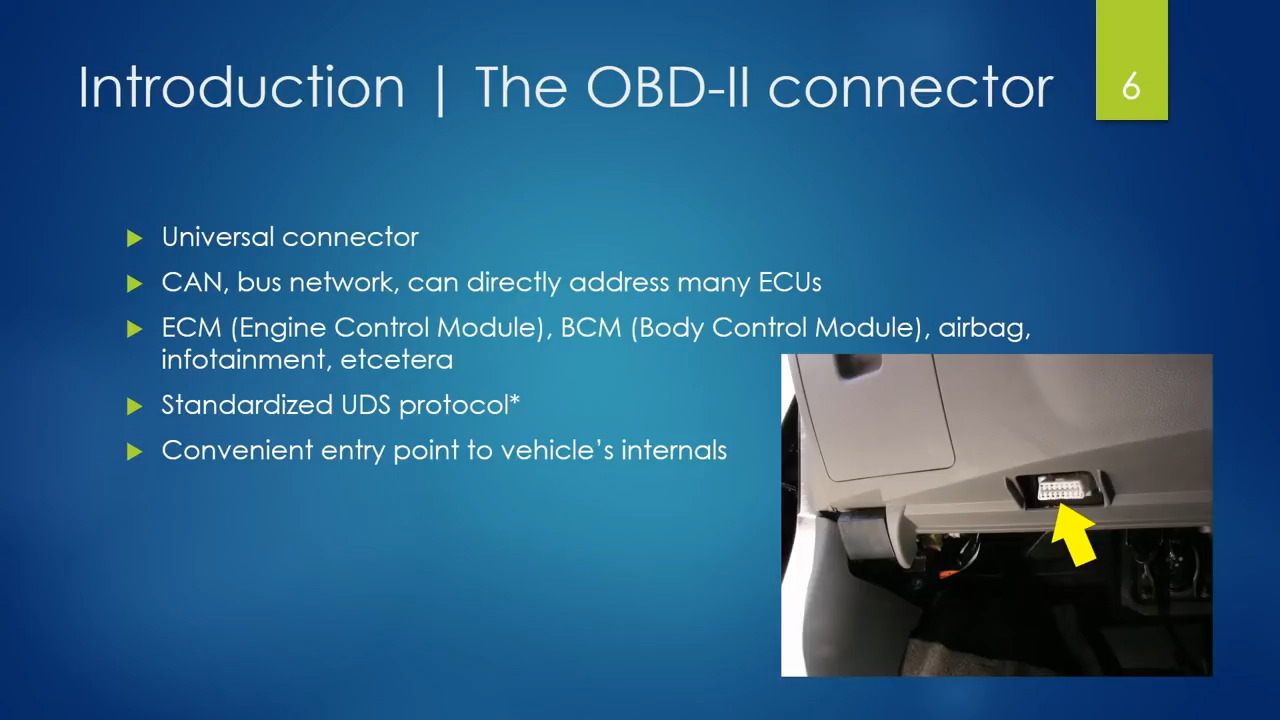 Introduction | The OBD-II connector
6
Universal connector
CAN, bus network, can directly address many ECUs
ECM (Engine Control Module), BCM (Body Control Module), airbag,
infotainment, etcetera
Standardized UDS protocol*
Convenient entry point to vehicle’s internals